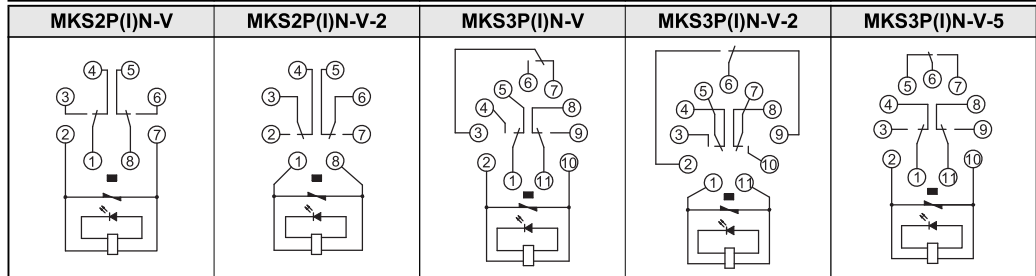 MKS2P(I)N-V MKS2P(I)N-V-2 MKS3P(I)N-V MKS3P(I)N-V-2 MKS3P(I)N-V-5
4 5 3 6 2 7 1 8
4 5 3 6 2 7 1 8
6 7 5 4 8 3 9 2 10 1 11
6 5 7 4 8 3 9 2 10 1 11
5 6 7 4 8 3 9 2 10 1 11